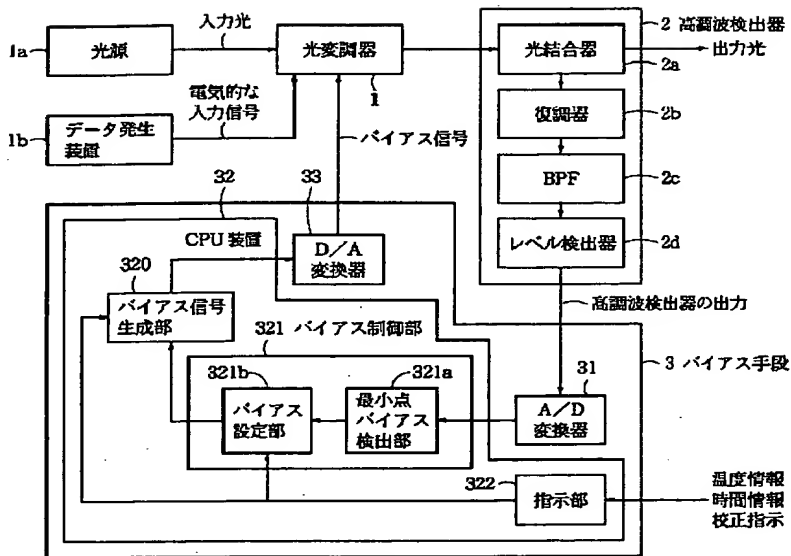 入力光
2 高調波検出器
1a
光源
光変調器
光結合器
出力光
2a
1
電気的な
入力信号
復調器
2b
1b
データ発生
装置
バイアス信号
BPF
2c
32
33
レベル検出器
2d
CPU 装置
D/A
変換器
320
バイアス信号
生成部
高調波検出器の出力
321 バイアス制御部
3 バイアス手段
321b
321a
31
バイアス
設定部
最小点
バイアス
検出部
A/D
変換器
322
指示部
温度情報
時間情報
校正指示